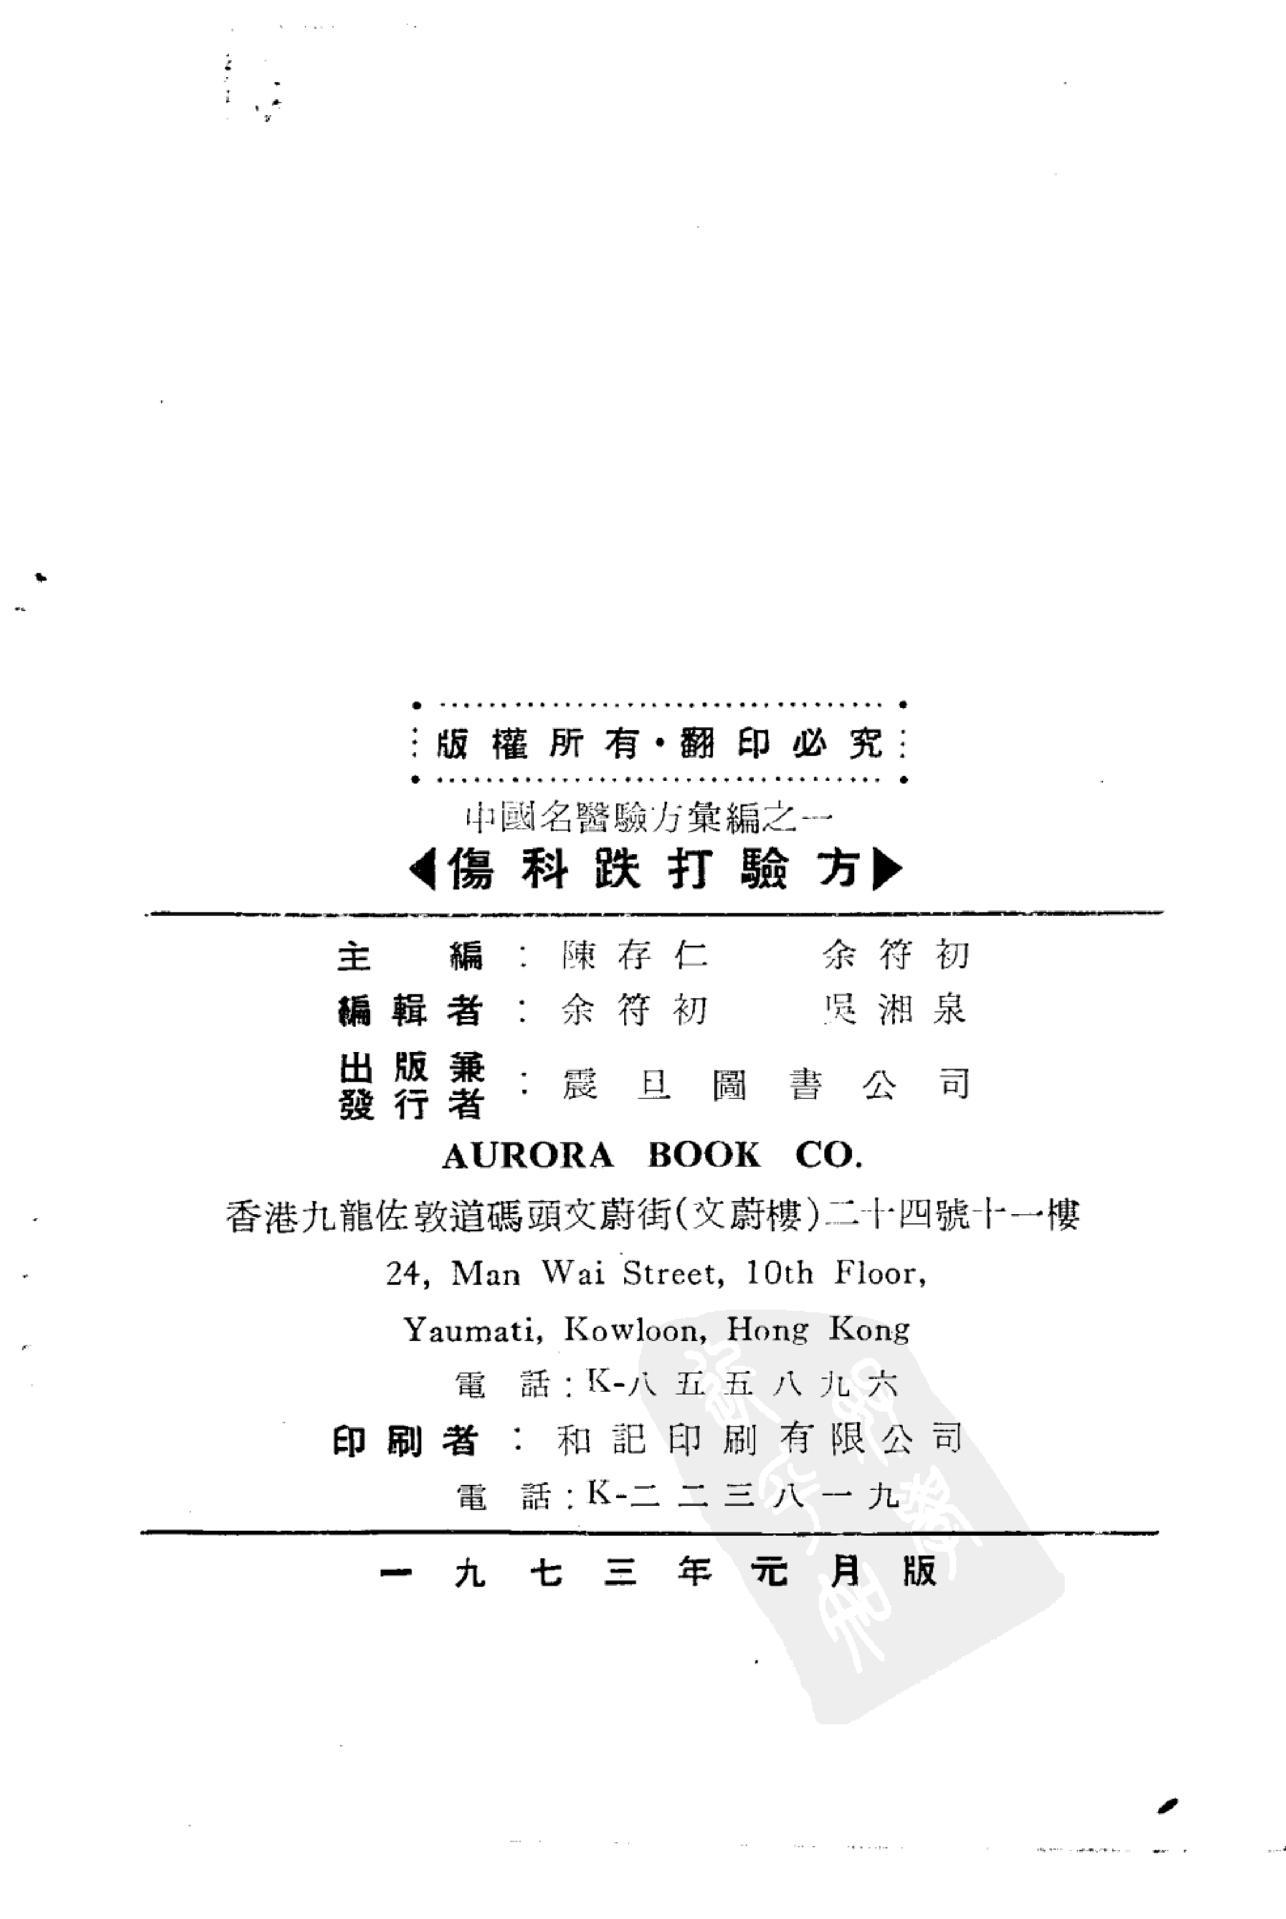 版權所有·翻印必究
中國名醫驗方彙編之一
傷科跌打驗方
主編：陳存仁 余符初
編輯者：余符初 吳湘泉
出版兼發行者：震旦圖書公司
AURORA BOOK CO.
香港九龍佐敦道碼頭文蔚街(文蔚樓)二十四號十一樓
24, Man Wai Street, 10th Floor,
Yaumati, Kowloon, Hong Kong
電話：K-八五五八九六
印刷者：和記印刷有限公司
電話：K-二二三八一九
一九七三年元月版